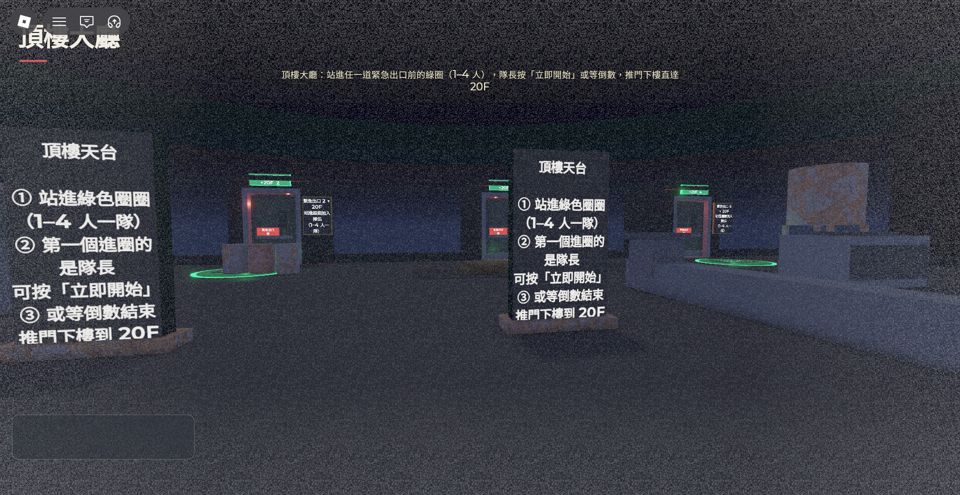 頂樓大廳
頂樓大廳：站進任一道緊急出口前的綠圈（1–4 人），隊長按「立即開始」或等倒數，推門下樓直達
20F
頂樓天台
① 站進綠色圈圈
（1–4 人一隊）
② 第一個進圈的
是隊長
可按「立即開始」
③ 或等倒數結束
推門下樓到 20F
頂樓天台
① 站進綠色圈圈
（1–4 人一隊）
② 第一個進圈的
是隊長
可按「立即開始」
③ 或等倒數結束
推門下樓到 20F
緊急出口 2 ·
20F